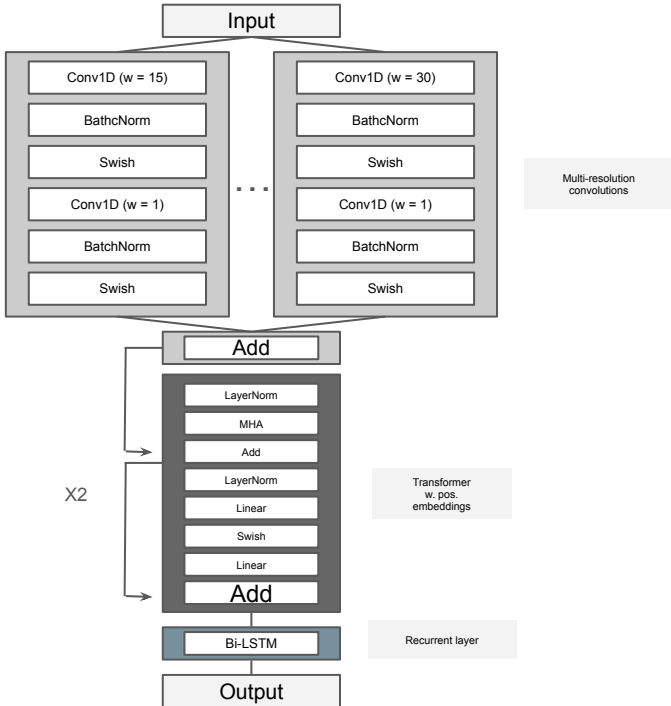 Input
Conv1D (w = 15)
BathcNorm
Swish
Conv1D (w = 1)
BatchNorm
Swish
...
Conv1D (w = 30)
BathcNorm
Swish
Conv1D (w = 1)
BatchNorm
Swish
Multi-resolution
convolutions
Add
LayerNorm
MHA
Add
LayerNorm
Linear
Swish
Linear
Add
X2
Transformer
w. pos.
embeddings
Bi-LSTM
Recurrent layer
Output